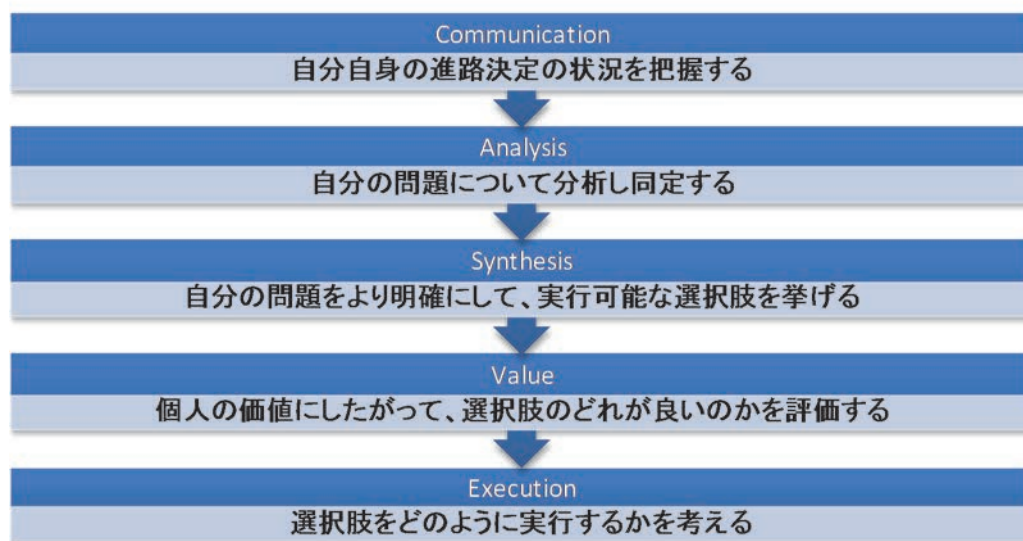 Communication
自分自身の進路決定の状況を把握する
Analysis
自分の問題について分析し同定する
Synthesis
自分の問題をより明確にして、実行可能な選択肢を挙げる
Value
個人の価値にしたがって、選択肢のどれが良いのかを評価する
Execution
選択肢をどのように実行するかを考える